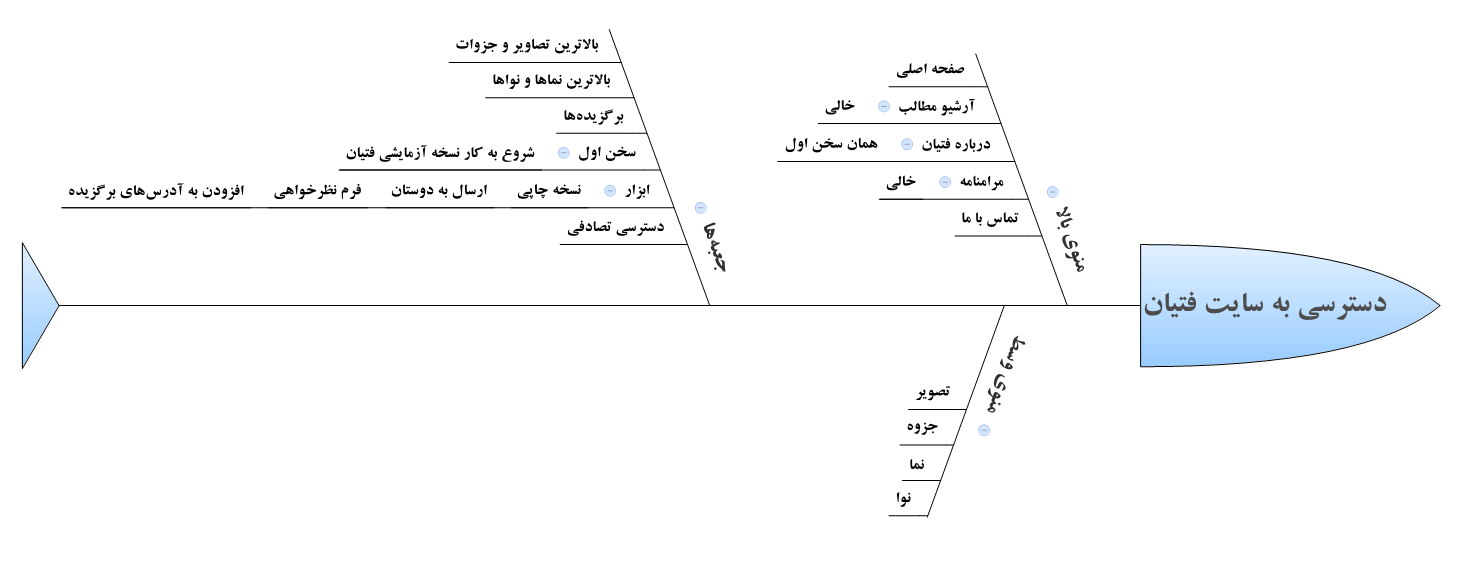 دسترسی به سایت فتیان
منوی بالا
صفحه اصلی
آرشیو مطالب
خالی
درباره فتیان
همان سخن اول
مرامنامه
خالی
تماس با ما
منوی وسط
تصویر
جزوه
نما
نوا
جعبه‌ها
بالاترین تصاویر و جزوات
بالاترین نماها و نواها
برگزیده‌ها
سخن اول
شروع به کار نسخه آزمایشی فتیان
ابزار
نسخه چاپی
ارسال به دوستان
فرم نظرخواهی
افزودن به آدرس‌های برگزیده
دسترسی تصادفی